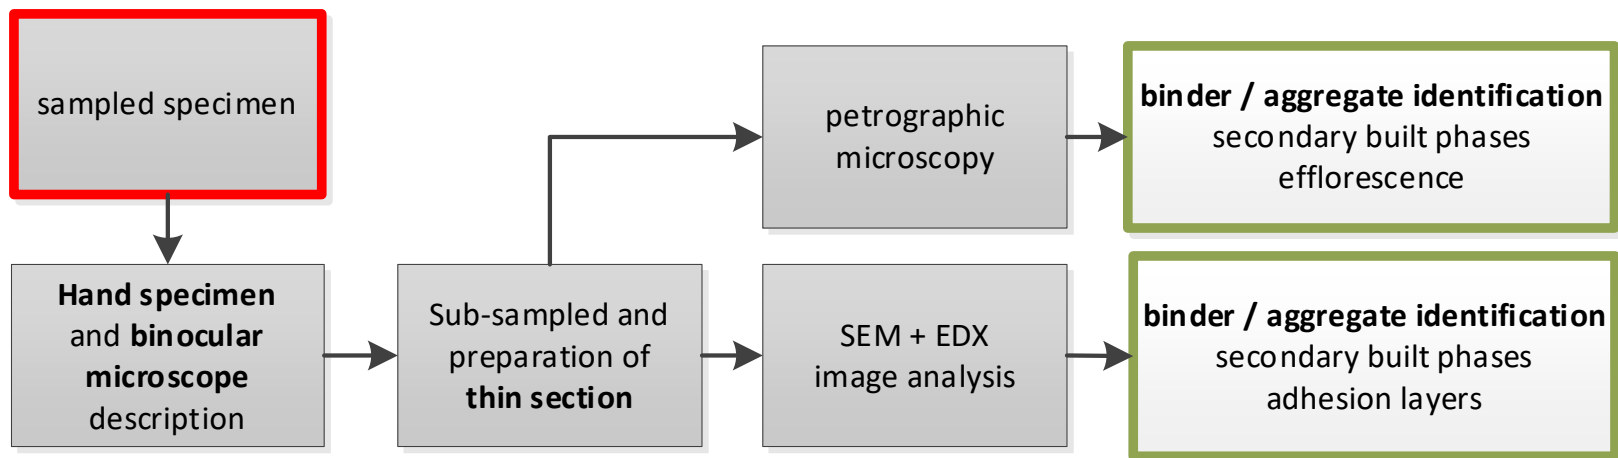 sampled specimen
Hand specimen
and binocular
microscope
description
Sub-sampled and
preparation of
thin section
petrographic
microscopy
binder / aggregate identification
secondary built phases
efflorescence
SEM + EDX
image analysis
binder / aggregate identification
secondary built phases
adhesion layers